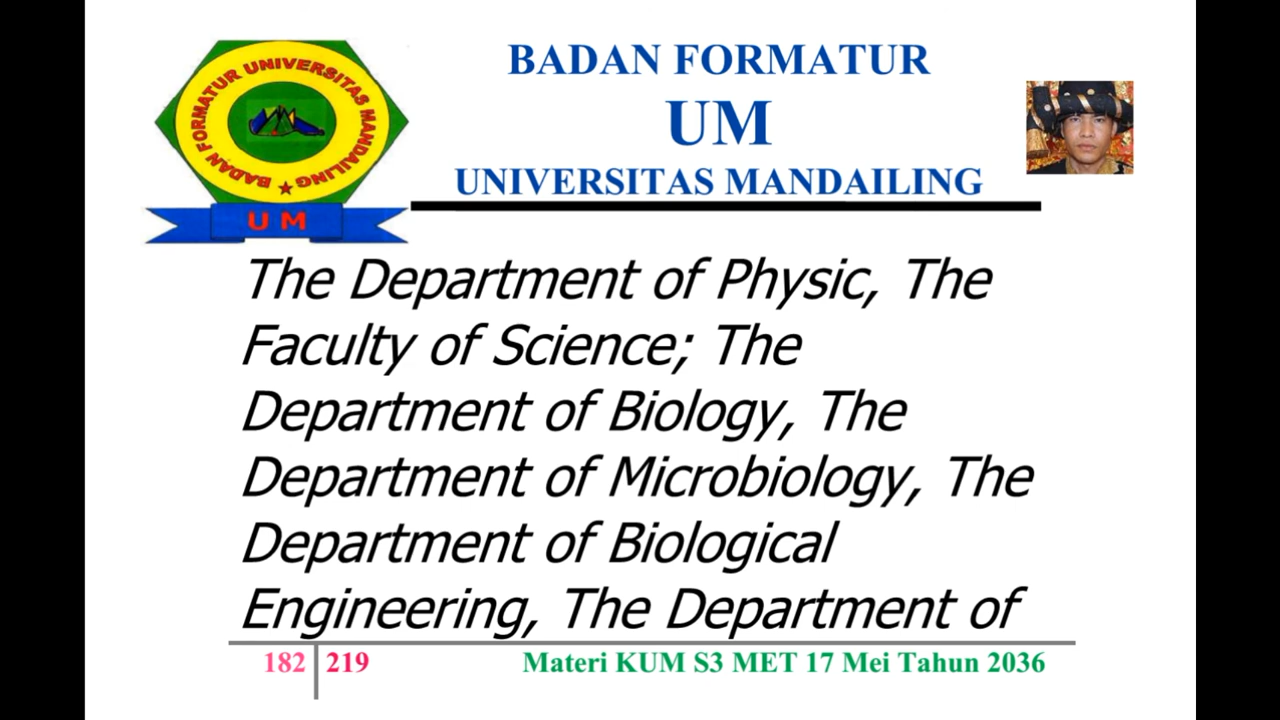 BADAN FORMATUR UNIVERSITAS MANDAILING
UM
BADAN FORMATUR
UM
UNIVERSITAS MANDAILING
The Department of Physic, The
Faculty of Science; The
Department of Biology, The
Department of Microbiology, The
Department of Biological
Engineering, The Department of
182 219 Materi KUM S3 MET 17 Mei Tahun 2036